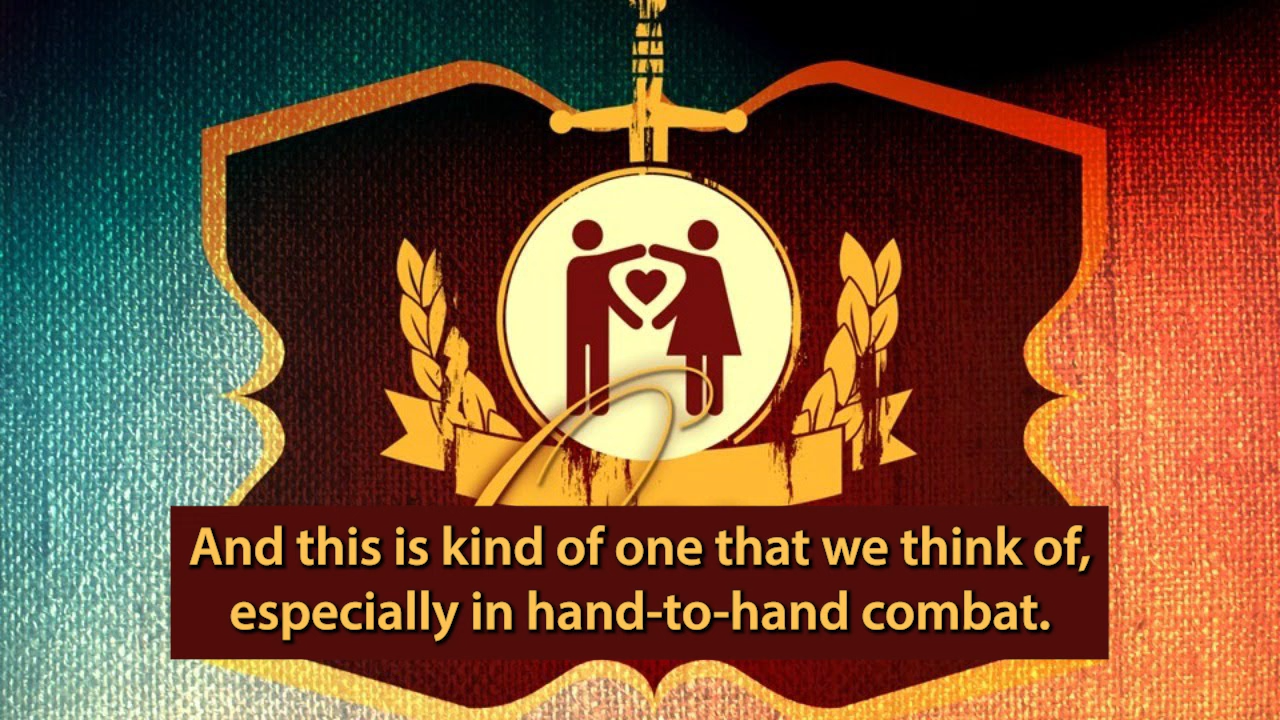 And this is kind of one that we think of,
especially in hand-to-hand combat.